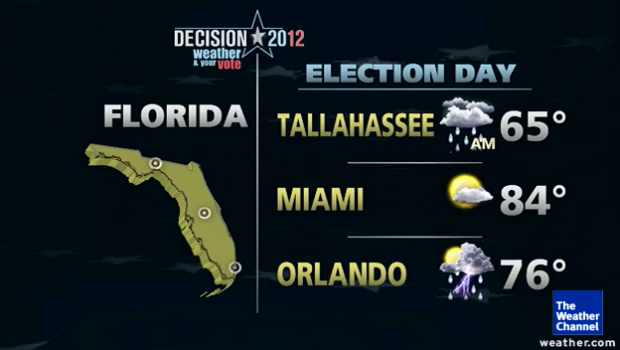 DECISION 2012
weather
& your vote
ELECTION DAY
FLORIDA
TALLAHASSEE AM 65°
MIAMI 84°
ORLANDO 76°
The
Weather
Channel
weather.com